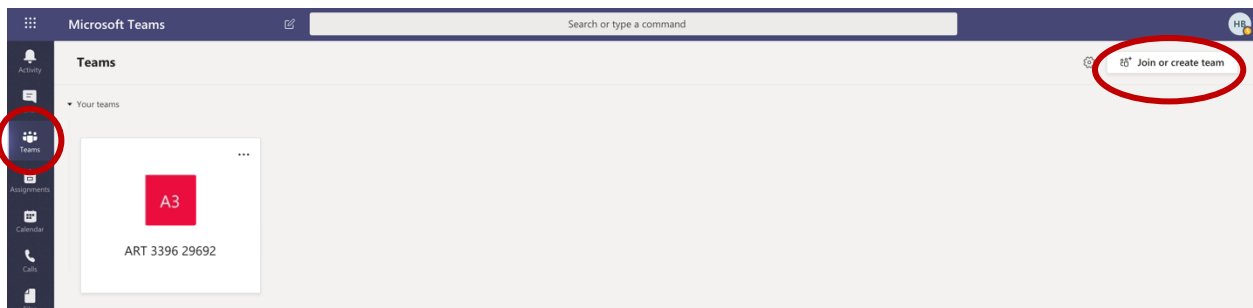 Microsoft Teams
Search or type a command
HB
Activity
Teams
Join or create team
Your teams
Teams
Assignments
A3
Calendar
ART 3396 29692
Calls